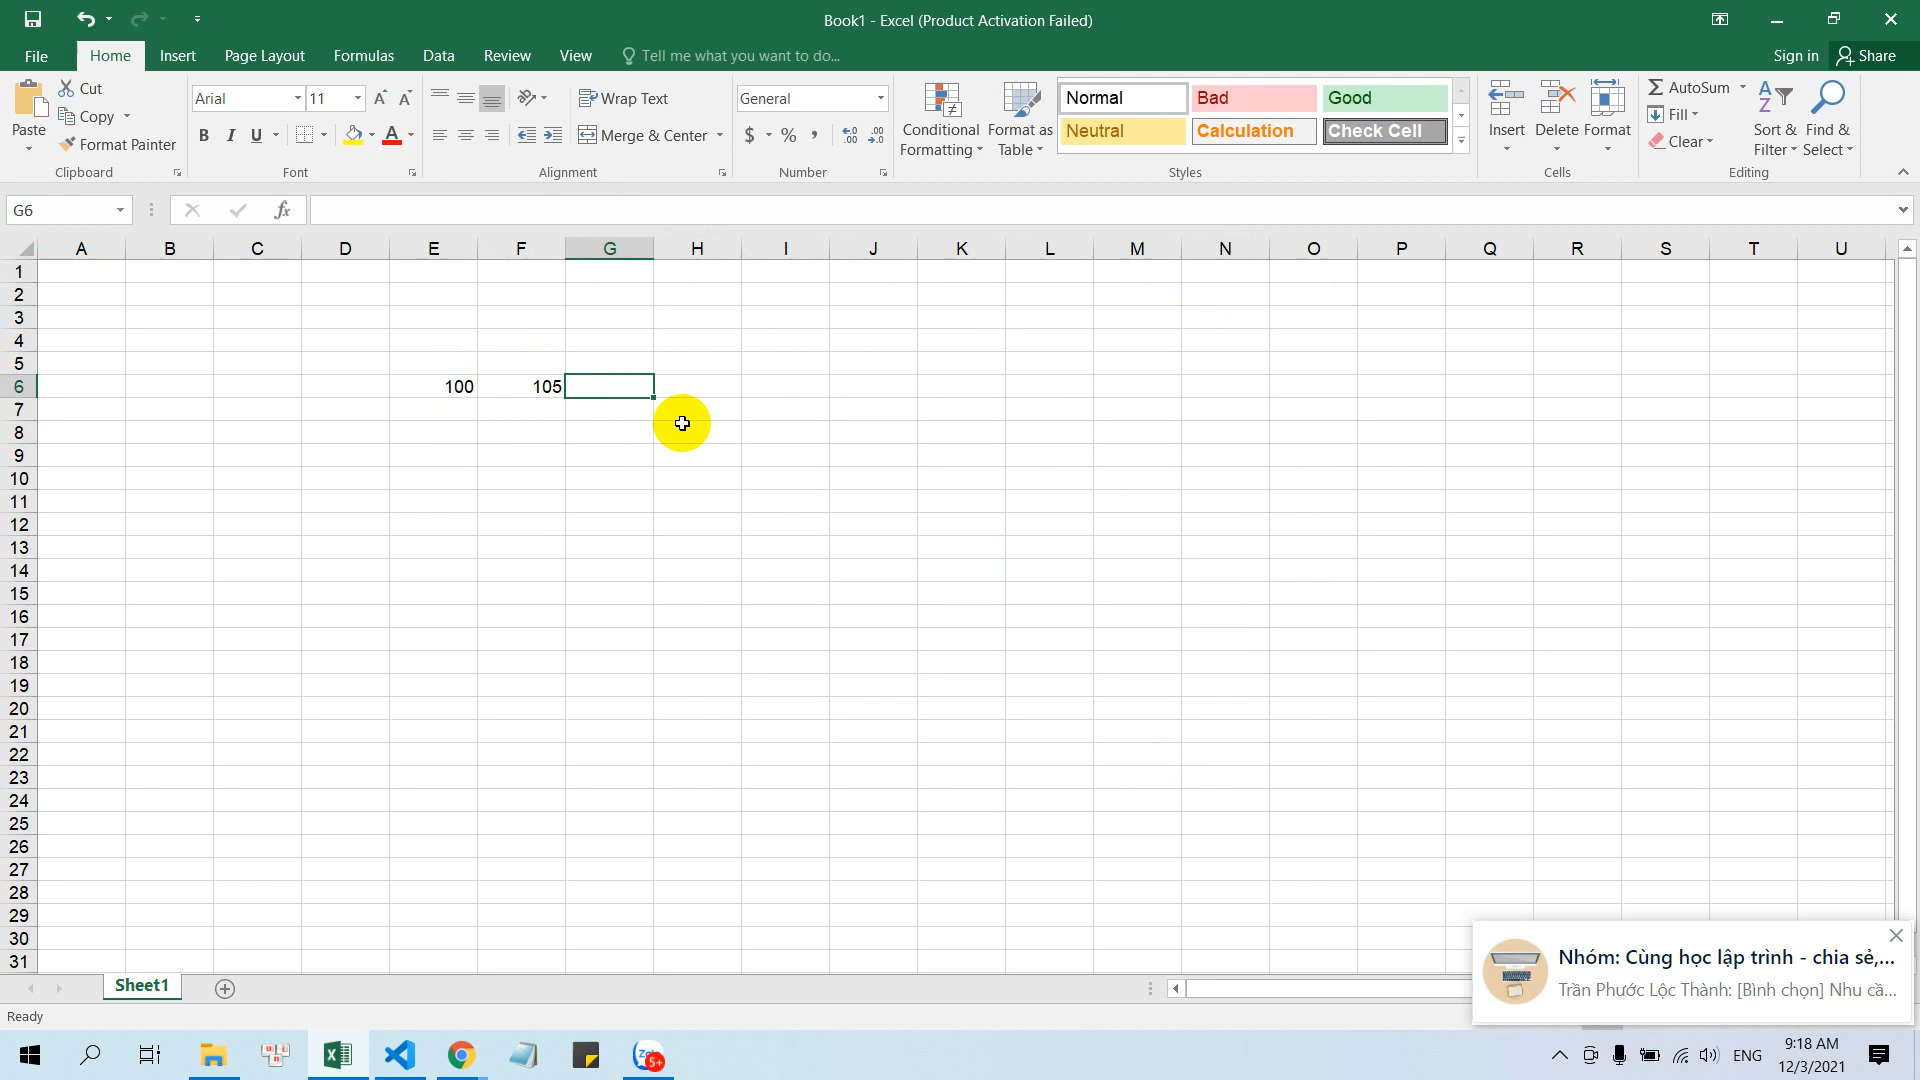 Book1 - Excel (Product Activation Failed)
File Home Insert Page Layout Formulas Data Review View Tell me what you want to do... Sign in Share
Paste Cut Copy Format Painter
Clipboard
Arial 11
B I U A
Font
Wrap Text
Merge & Center
Alignment
General
$ % ,
Number
Conditional Formatting
Format as Table
Normal Bad Good
Neutral Calculation Check Cell
Styles
Insert Delete Format
Cells
AutoSum
Fill
Clear
Sort & Filter
Find & Select
Editing
G6 fx
A B C D E F G H I J K L M N O P Q R S T U
1
2
3
4
5
6 100 105
7
8
9
10
11
12
13
14
15
16
17
18
19
20
21
22
23
24
25
26
27
28
29
30
31
Nhóm: Cùng học lập trình - chia sẻ,...
Trần Phước Lộc Thành: [Bình chọn] Nhu cầ...
Sheet1
Ready
5+
ENG
9:18 AM
12/3/2021